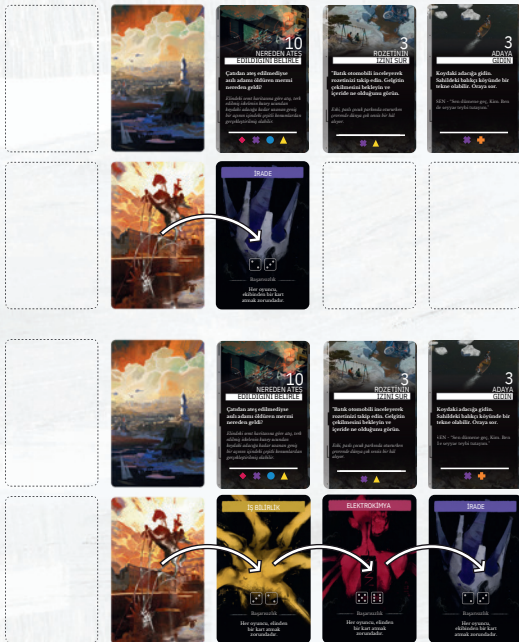 10
NEREDEN ATEŞ
EDİLDİĞİNİ BELİRLE
Çatıdan ateş edilmediyse
asılı adamı öldüren mermi
nereden geldi?
3
ROZETİNİN
İZİNİ SÜR
"Batık otomobili inceleyerek
rozetinizi takip edin. Gelgitin
çekilmesini bekleyin ve
içeride ne olduğunu görün.
3
ADAYA
GİDİN
Koydaki adacığa gidin.
Sahildeki balıkçı köyünde bir
tekne olabilir. Oraya sor.
İRADE
Başarısızlık
Her oyuncu,
ekibinden bir kart
atmak zorundadır.
10
NEREDEN ATEŞ
EDİLDİĞİNİ BELİRLE
Çatıdan ateş edilmediyse
asılı adamı öldüren mermi
nereden geldi?
3
ROZETİNİN
İZİNİ SÜR
"Batık otomobili inceleyerek
rozetinizi takip edin. Gelgitin
çekilmesini bekleyin ve
içeride ne olduğunu görün.
3
ADAYA
GİDİN
Koydaki adacığa gidin.
Sahildeki balıkçı köyünde bir
tekne olabilir. Oraya sor.
İŞ BİLİRLİK
Başarısızlık
Her oyuncu, elinden
bir kart atmak
zorundadır.
ELEKTROKİMYA
Başarısızlık
Her oyuncu, elinden
bir kart atmak
zorundadır.
İRADE
Başarısızlık
Her oyuncu,
ekibinden bir kart
atmak zorundadır.